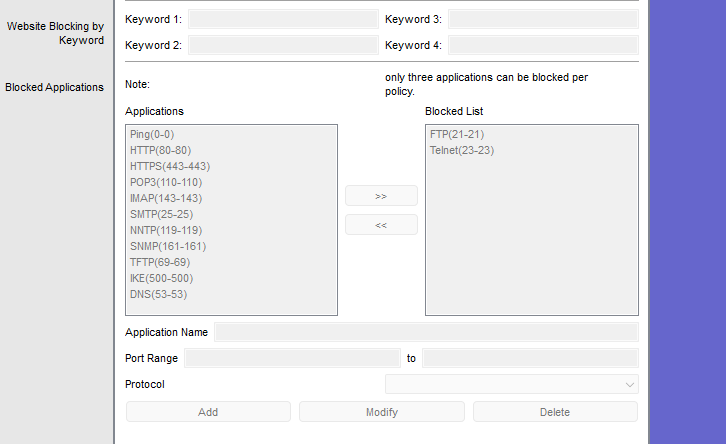 Website Blocking by
Keyword
Keyword 1:
Keyword 3:
Keyword 2:
Keyword 4:
Blocked Applications
Note:
only three applications can be blocked per
policy.
Applications
Blocked List
Ping(0-0)
HTTP(80-80)
HTTPS(443-443)
POP3(110-110)
IMAP(143-143)
SMTP(25-25)
NNTP(119-119)
SNMP(161-161)
TFTP(69-69)
IKE(500-500)
DNS(53-53)
>>
<<
FTP(21-21)
Telnet(23-23)
Application Name
Port Range
to
Protocol
Add
Modify
Delete